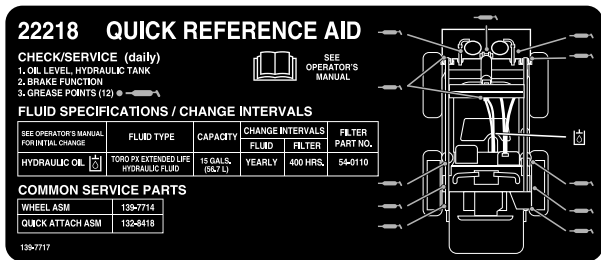 22218 QUICK REFERENCE AID
CHECK/SERVICE (daily)
1. OIL LEVEL, HYDRAULIC TANK
2. BRAKE FUNCTION
3. GREASE POINTS (12)
SEE
OPERATOR'S
MANUAL
FLUID SPECIFICATIONS / CHANGE INTERVALS
SEE OPERATOR'S MANUAL
FOR INITIAL CHANGE
FLUID TYPE
CAPACITY
CHANGE INTERVALS
FLUID
FILTER
FILTER
PART NO.
HYDRAULIC OIL
TORO PX EXTENDED LIFE
HYDRAULIC FLUID
15 GALS.
(56.7 L)
YEARLY
400 HRS.
54-0110
COMMON SERVICE PARTS
WHEEL ASM 139-7714
QUICK ATTACH ASM 132-8418
139-7717